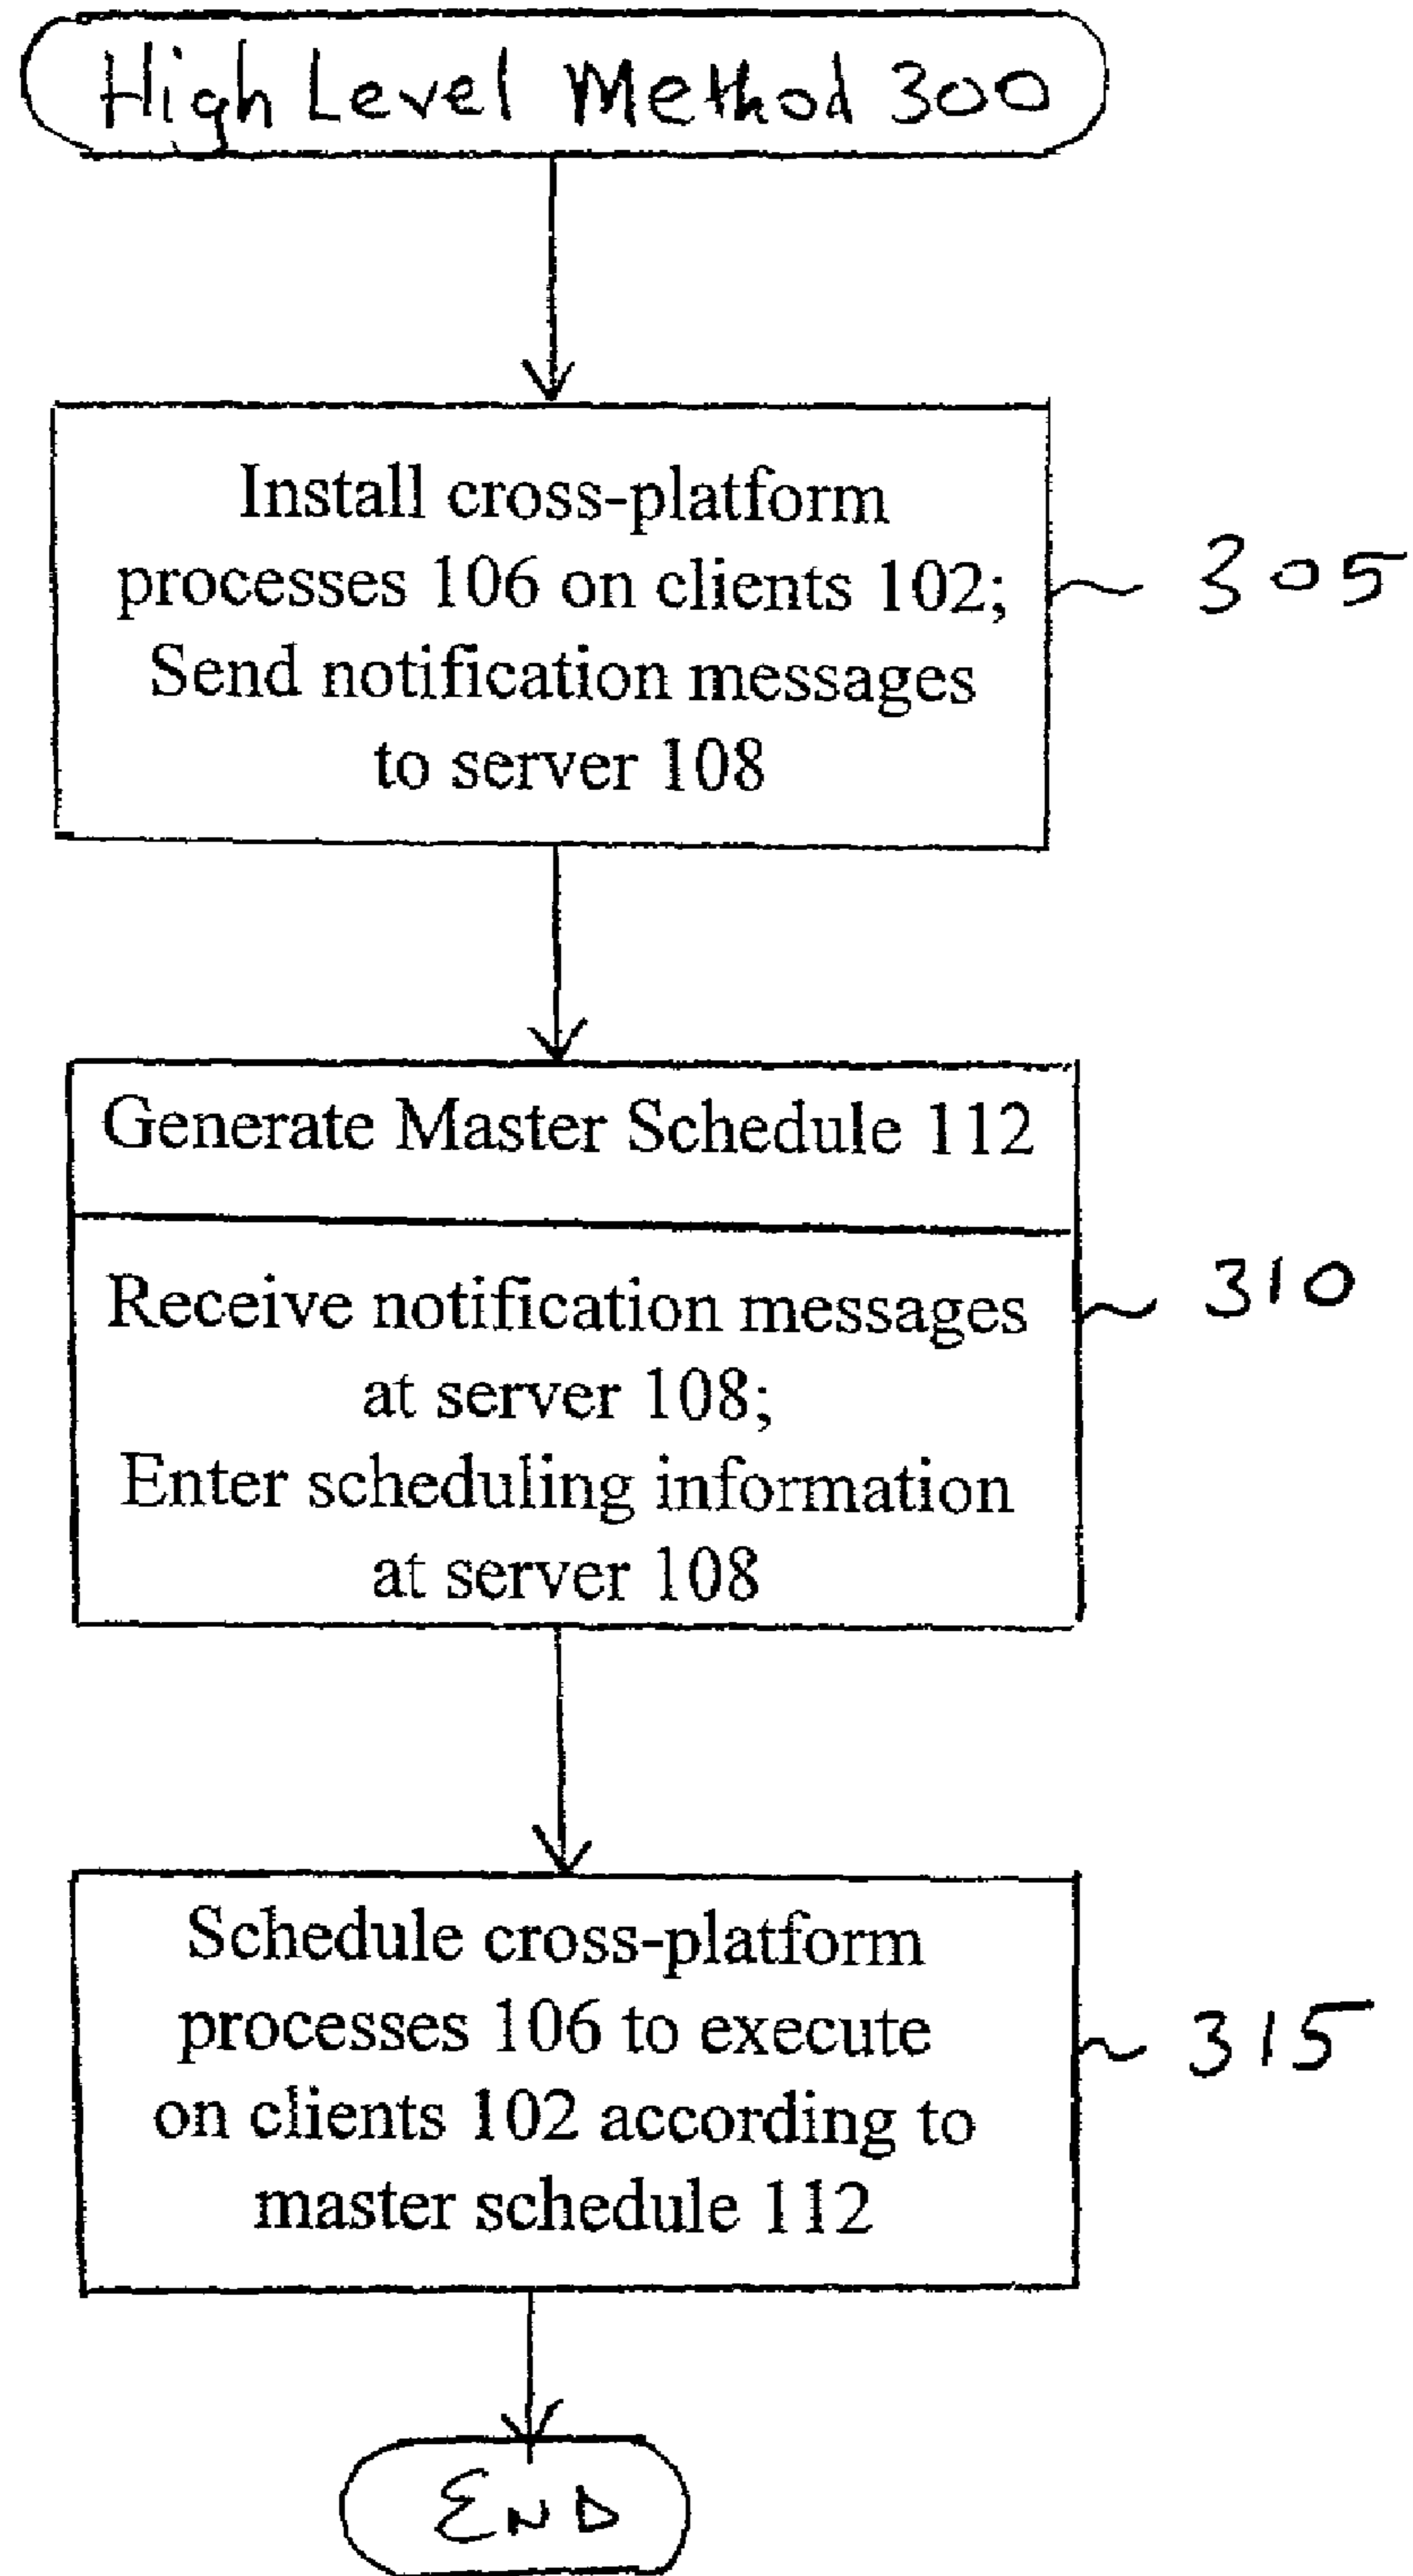 High Level Method 300
Install cross-platform
processes 106 on clients 102;
Send notification messages
to server 108
305
Generate Master Schedule 112
Receive notification messages
at server 108;
Enter scheduling information
at server 108
310
Schedule cross-platform
processes 106 to execute
on clients 102 according to
master schedule 112
315
END